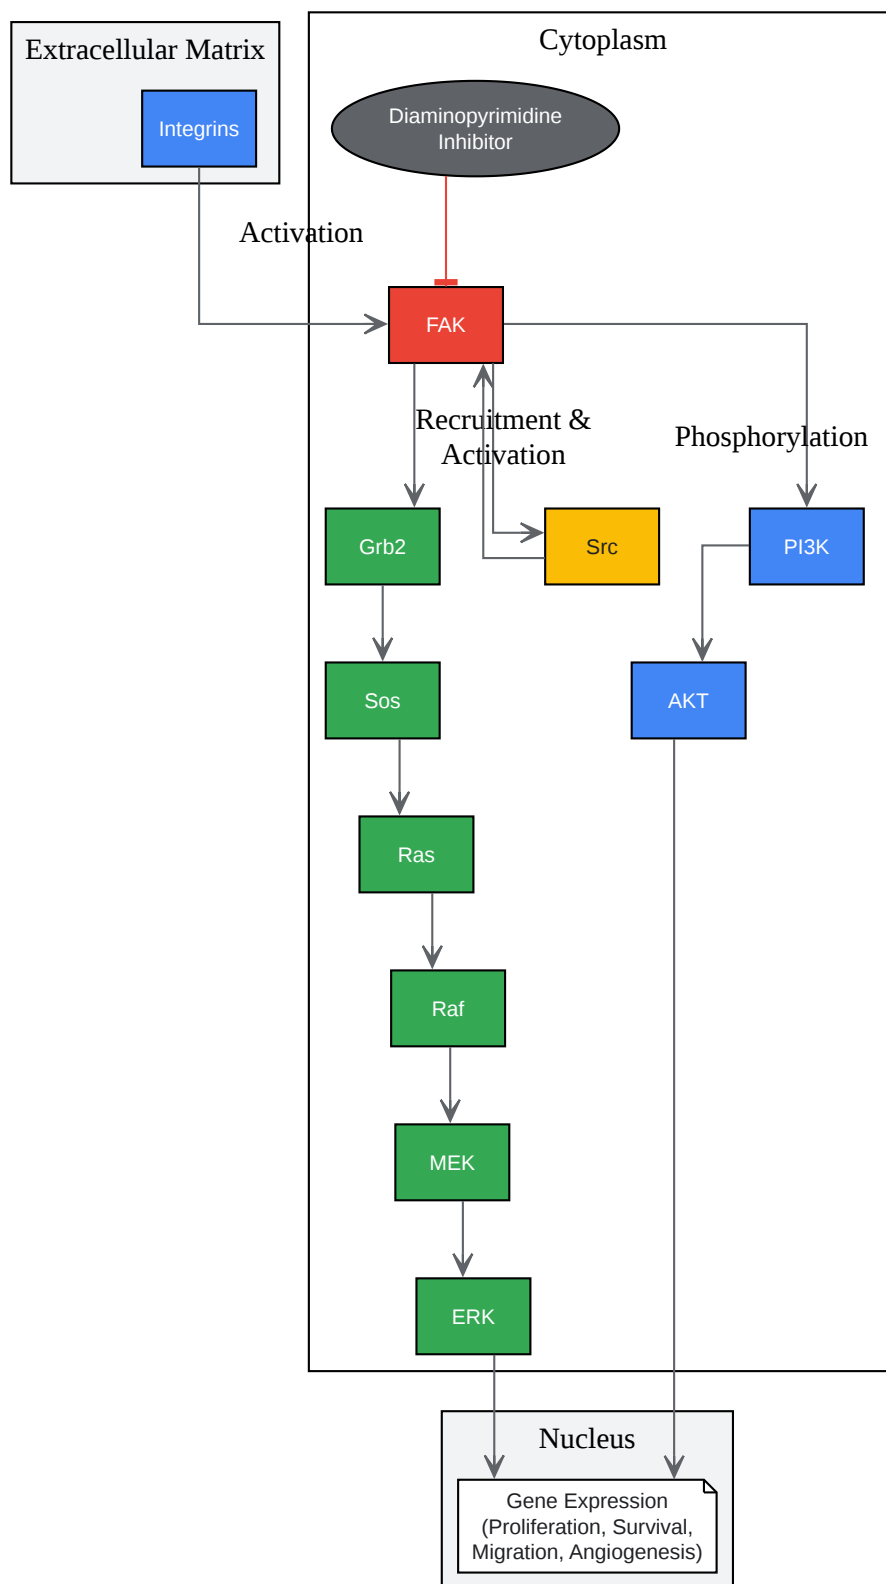 Extracellular Matrix
Integrins
Cytoplasm
Diaminopyrimidine
Inhibitor
Activation
FAK
Recruitment &
Activation
Phosphorylation
Grb2
Src
PI3K
Sos
AKT
Ras
Raf
MEK
ERK
Nucleus
Gene Expression
(Proliferation, Survival,
Migration, Angiogenesis)